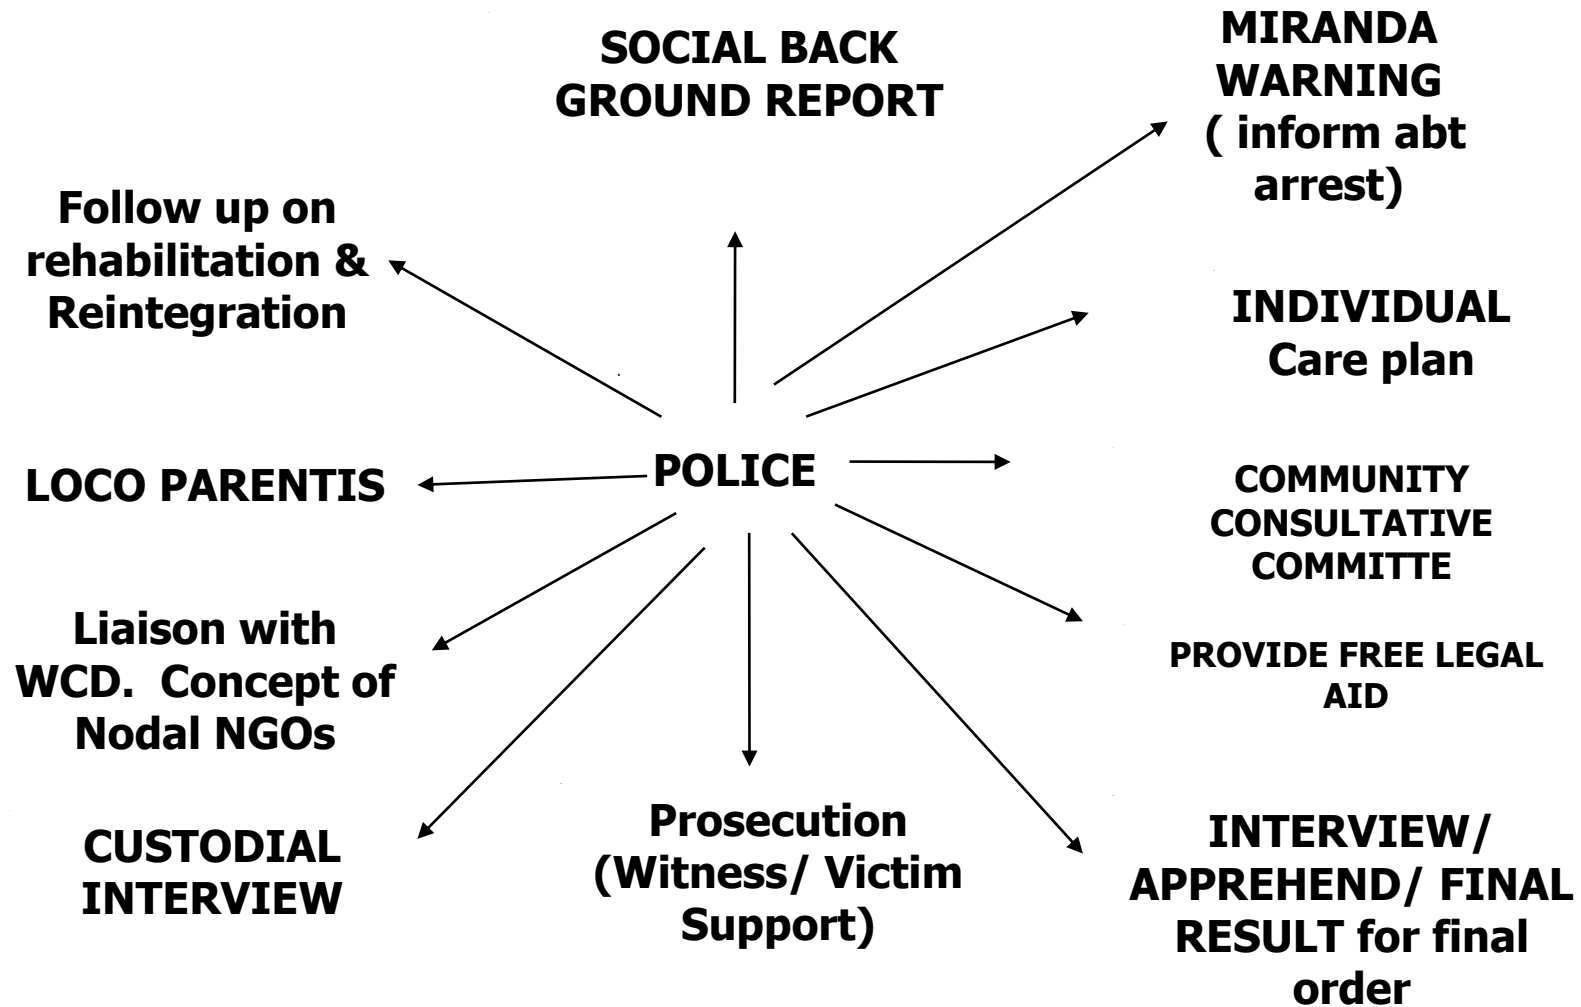 SOCIAL BACK
GROUND REPORT
MIRANDA
WARNING
( inform abt
arrest)
Follow up on
rehabilitation &
Reintegration
INDIVIDUAL
Care plan
LOCO PARENTIS
POLICE
COMMUNITY
CONSULTATIVE
COMMITTE
Liaison with
WCD.  Concept of
Nodal NGOs
PROVIDE FREE LEGAL
AID
CUSTODIAL
INTERVIEW
Prosecution
(Witness/ Victim
Support)
INTERVIEW/
APPREHEND/ FINAL
RESULT for final
order